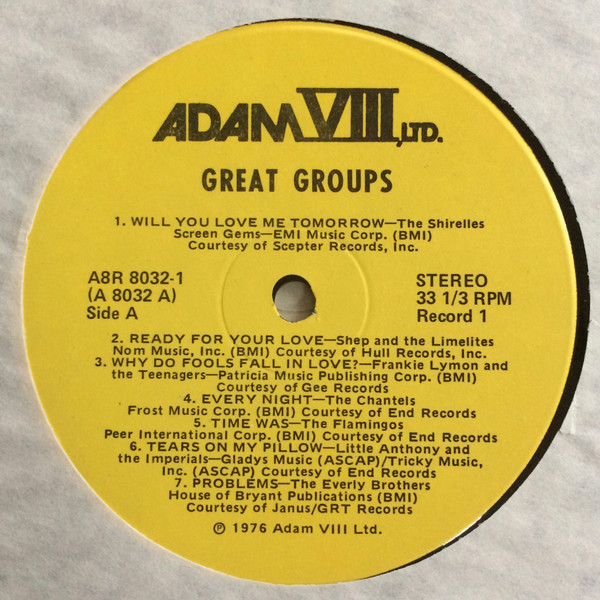 ADAM VIII, LTD.
GREAT GROUPS
1. WILL YOU LOVE ME TOMORROW—The Shirelles
Screen Gems—EMI Music Corp. (BMI)
Courtesy of Scepter Records, Inc.
A8R 8032-1
(A 8032 A)
Side A
STEREO
33 1/3 RPM
Record 1
2. READY FOR YOUR LOVE—Shep and the Limelites
Nom Music, Inc. (BMI) Courtesy of Hull Records, Inc.
3. WHY DO FOOLS FALL IN LOVE?—Frankie Lymon and
the Teenagers—Patricia Music Publishing Corp. (BMI)
Courtesy of Gee Records
4. EVERY NIGHT—The Chantels
Frost Music Corp. (BMI) Courtesy of End Records
5. TIME WAS—The Flamingos
Peer International Corp. (BMI) Courtesy of End Records
6. TEARS ON MY PILLOW—Little Anthony and
the Imperials—Gladys Music (ASCAP)/Tricky Music,
Inc. (ASCAP) Courtesy of End Records
7. PROBLEMS—The Everly Brothers
House of Bryant Publications (BMI)
Courtesy of Janus/GRT Records
℗ 1976 Adam VIII Ltd.